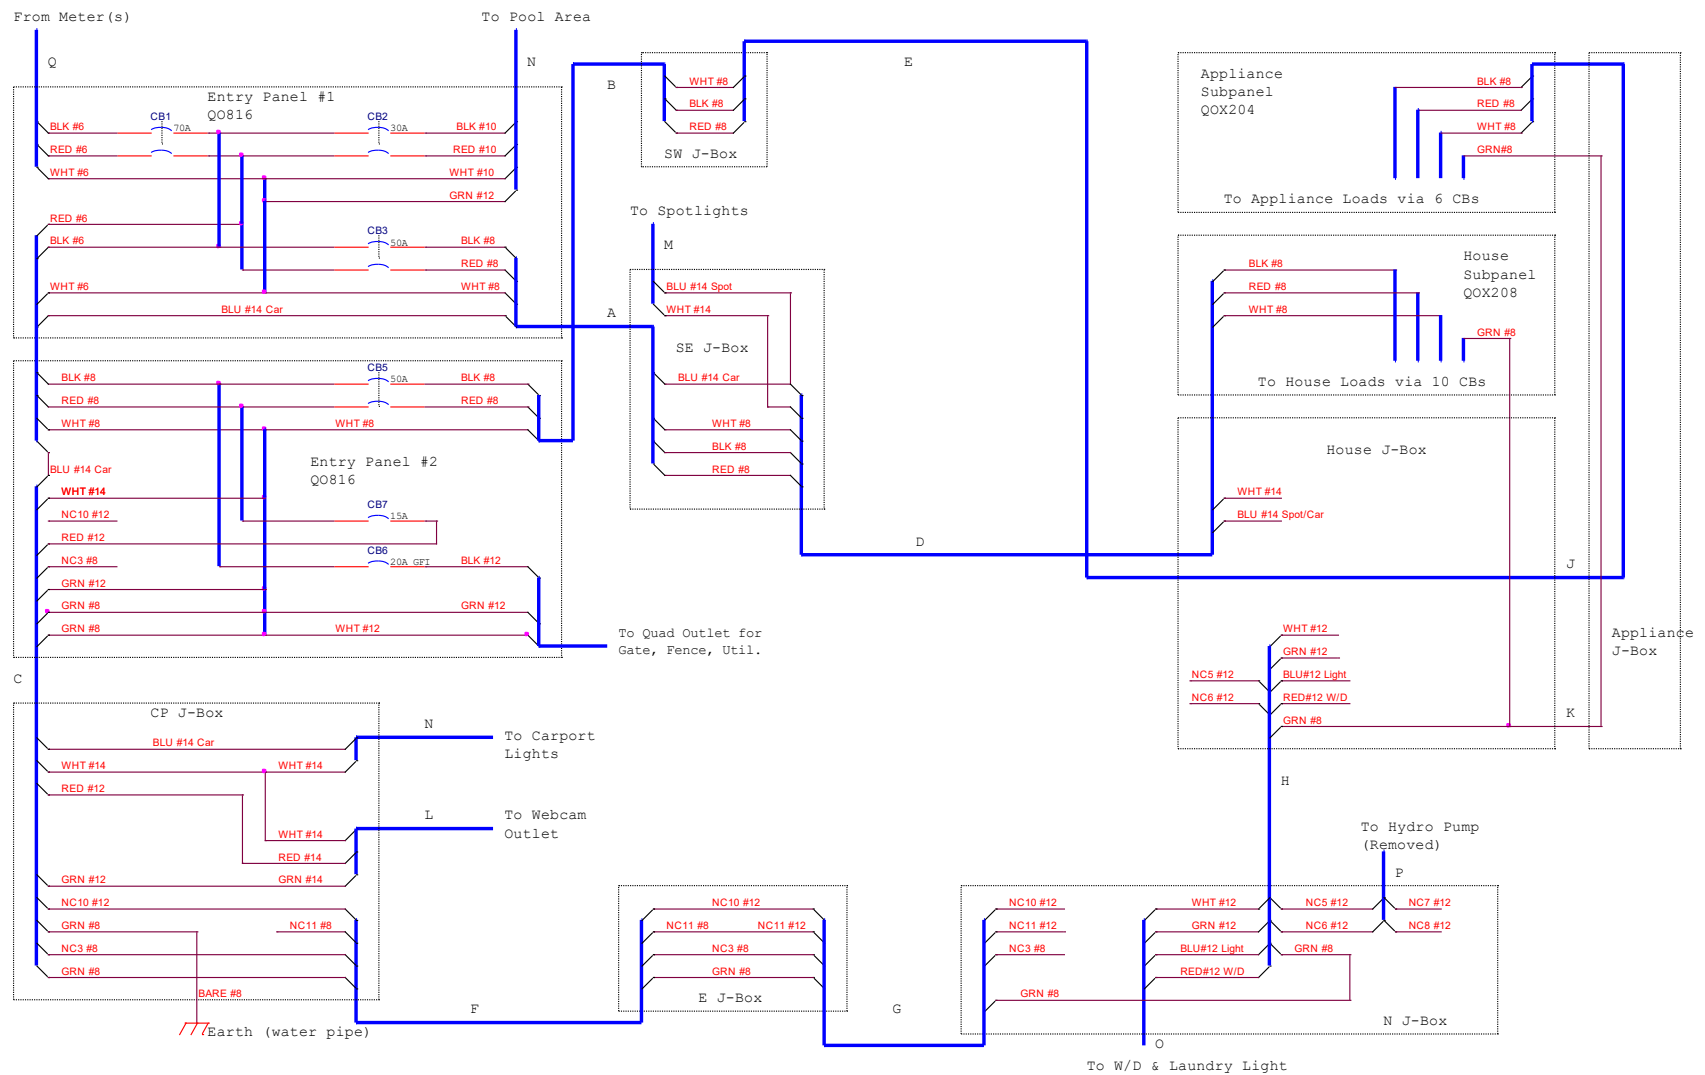 From Meter(s)
To Pool Area
Q
N
B
E
Entry Panel #1
QO816
CB1
70A
CB2
30A
BLK #6
BLK #10
RED #6
RED #10
WHT #6
WHT #10
GRN #12
RED #6
BLK #6
CB3
50A
BLK #8
RED #8
WHT #6
WHT #8
BLU #14 Car
A
WHT #8
BLK #8
RED #8
SW J-Box
To Spotlights
M
BLU #14 Spot
WHT #14
SE J-Box
BLU #14 Car
WHT #8
BLK #8
RED #8
D
Appliance
Subpanel
QOX204
BLK #8
RED #8
WHT #8
GRN#8
To Appliance Loads via 6 CBs
House
Subpanel
QOX208
BLK #8
RED #8
WHT #8
GRN #8
To House Loads via 10 CBs
House J-Box
WHT #14
BLU #14 Spot/Car
J
Appliance
J-Box
WHT #12
GRN #12
NC5 #12
BLU#12 Light
NC6 #12
RED#12 W/D
GRN #8
K
H
CB5
50A
BLK #8
BLK #8
RED #8
RED #8
WHT #8
WHT #8
Entry Panel #2
QO816
BLU #14 Car
WHT #14
NC10 #12
CB7
15A
RED #12
CB6
20A GFI
NC3 #8
BLK #12
GRN #12
GRN #8
GRN #12
GRN #8
WHT #12
To Quad Outlet for
Gate, Fence, Util.
C
CP J-Box
BLU #14 Car
N
To Carport
Lights
WHT #14
WHT #14
RED #12
L
To Webcam
Outlet
WHT #14
RED #14
GRN #12
GRN #14
NC10 #12
GRN #8
NC11 #8
NC3 #8
GRN #8
BARE #8
Earth (water pipe)
F
NC10 #12
NC11 #8
NC11 #12
NC3 #8
GRN #8
E J-Box
G
To Hydro Pump
(Removed)
P
NC10 #12
WHT #12
NC5 #12
NC7 #12
NC11 #12
GRN #12
NC6 #12
NC8 #12
NC3 #8
BLU#12 Light
GRN #8
RED#12 W/D
GRN #8
N J-Box
O
To W/D & Laundry Light